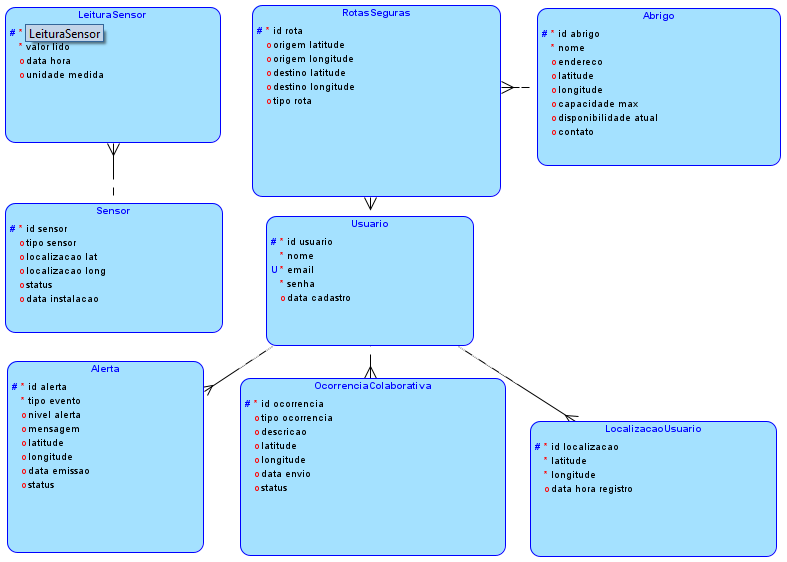 LeituraSensor
# * LeituraSensor
* valor lido
o data hora
o unidade medida
RotasSeguras
# * id rota
o origem latitude
o origem longitude
o destino latitude
o destino longitude
o tipo rota
Abrigo
# * id abrigo
* nome
o endereco
o latitude
o longitude
o capacidade max
o disponibilidade atual
o contato
Sensor
# * id sensor
o tipo sensor
o localizacao lat
o localizacao long
o status
o data instalacao
Usuario
# * id usuario
* nome
U * email
* senha
o data cadastro
Alerta
# * id alerta
* tipo evento
o nivel alerta
o mensagem
o latitude
o longitude
o data emissao
o status
OcorrenciaColaborativa
# * id ocorrencia
o tipo ocorrencia
o descricao
o latitude
o longitude
o data envio
o status
LocalizacaoUsuario
# * id localizacao
* latitude
* longitude
o data hora registro